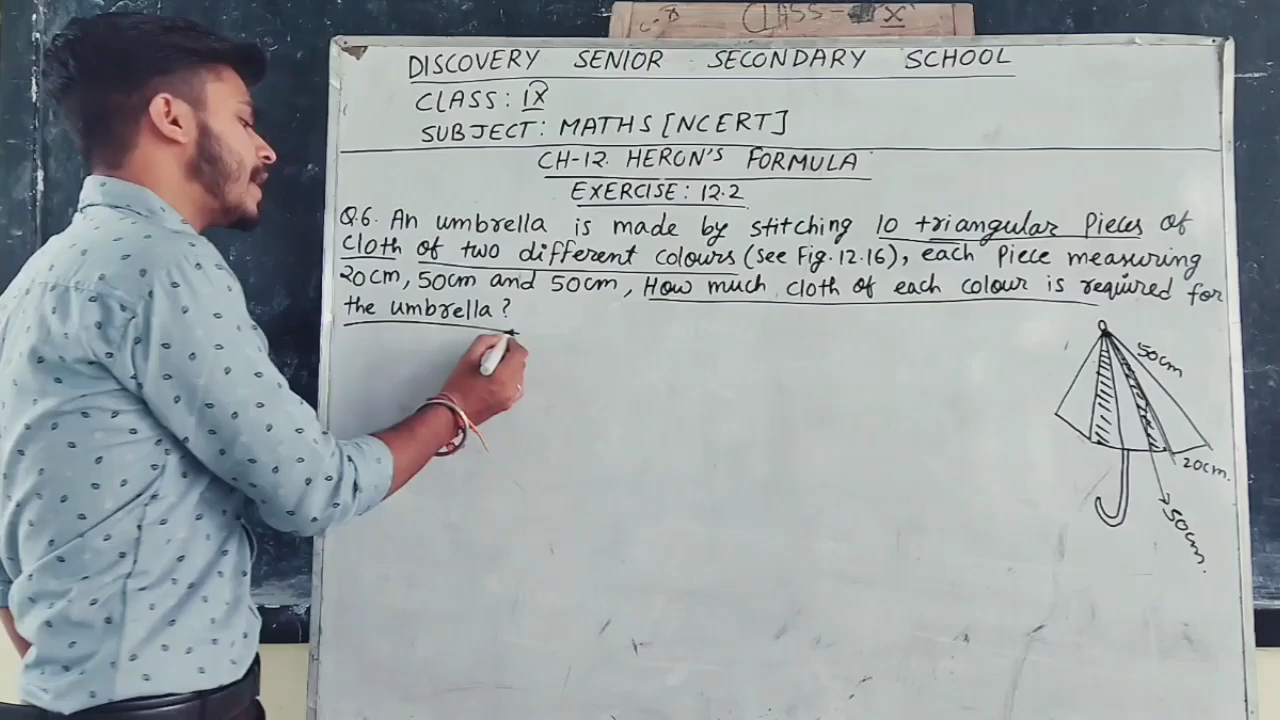 CLASS - X
DISCOVERY SENIOR SECONDARY SCHOOL
CLASS: IX
SUBJECT: MATHS [NCERT]
CH-12. HERON'S FORMULA
EXERCISE: 12.2
Q.6. An umbrella is made by stitching 10 triangular Pieces of
Cloth of two different colours (see Fig. 12.16), each Piece measuring
20cm, 50cm and 50cm, How much cloth of each colour is required for
the umbrella?
50cm
20cm.
50cm.